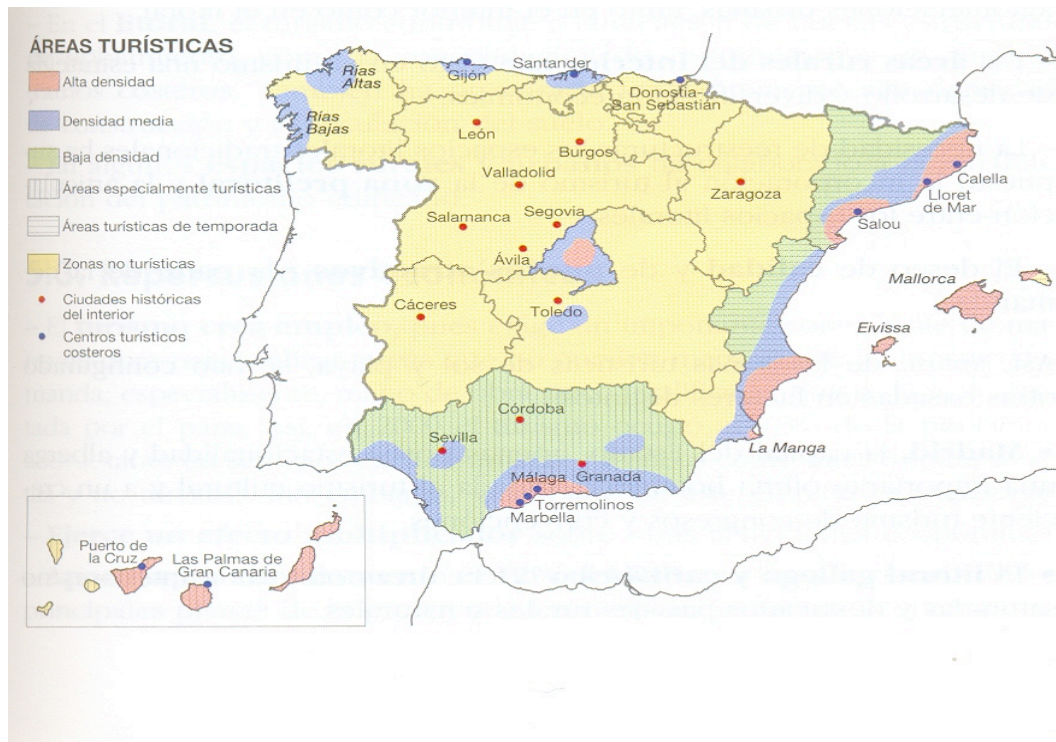 ÁREAS TURÍSTICAS
Alta densidad
Densidad media
Baja densidad
Áreas especialmente turísticas
Áreas turísticas de temporada
Zonas no turísticas
Ciudades históricas
del interior
Centros turísticos
costeros
Rías
Altas
Rías
Bajas
Gijón
Santander
Donostia-
San Sebastián
León
Burgos
Valladolid
Zaragoza
Calella
Lloret
de Mar
Salou
Salamanca
Segovia
Ávila
Mallorca
Cáceres
Toledo
Eivissa
Córdoba
Sevilla
La Manga
Málaga
Granada
Torremolinos
Marbella
Puerto de
la Cruz
Las Palmas de
Gran Canaria